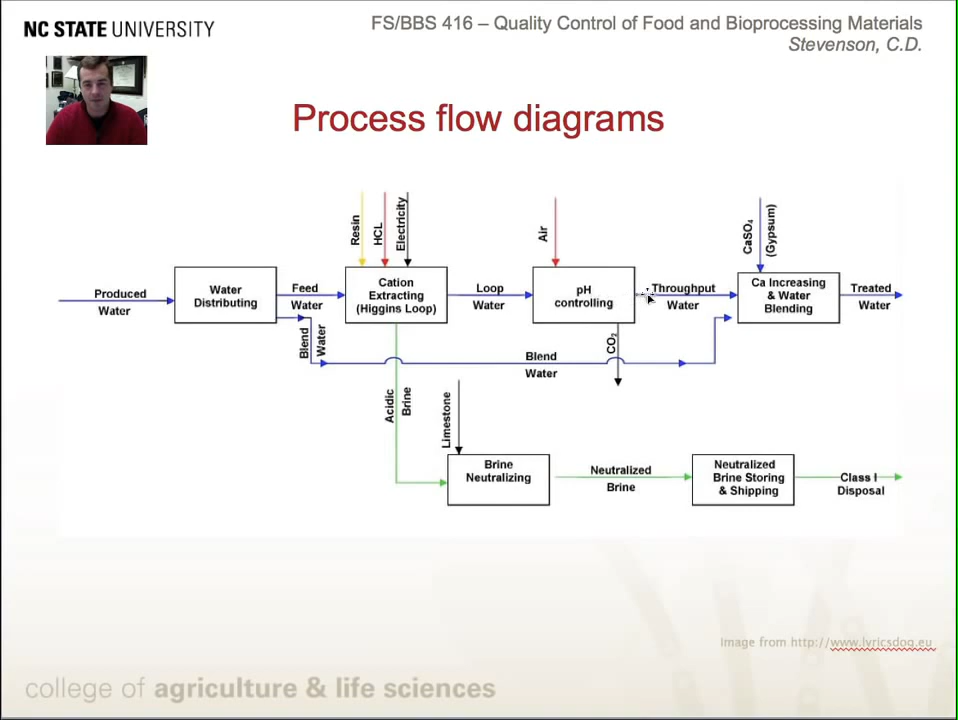 NC STATE UNIVERSITY
FS/BBS 416 – Quality Control of Food and Bioprocessing Materials
Stevenson, C.D.
Process flow diagrams
Resin
HCL
Electricity
Air
CaSO₄
(Gypsum)
Produced
Water
Water
Distributing
Feed
Water
Cation
Extracting
(Higgins Loop)
Loop
Water
pH
controlling
Throughput
Water
Ca Increasing
& Water
Blending
Treated
Water
Blend
Water
CO₂
Blend
Water
Acidic
Brine
Limestone
Brine
Neutralizing
Neutralized
Brine
Neutralized
Brine Storing
& Shipping
Class I
Disposal
Image from http://www.lyricsdog.eu
college of agriculture & life sciences